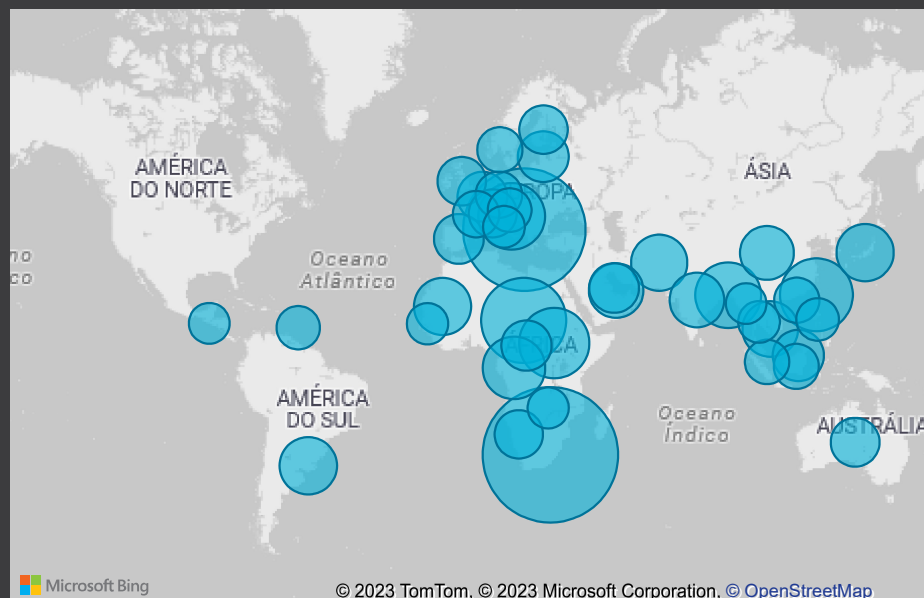 AMÉRICA
DO NORTE
ÁSIA
Oceano
Atlântico
AMÉRICA
DO SUL
Oceano
Índico
AUSTRÁLIA
Microsoft Bing
© 2023 TomTom, © 2023 Microsoft Corporation, © OpenStreetMap